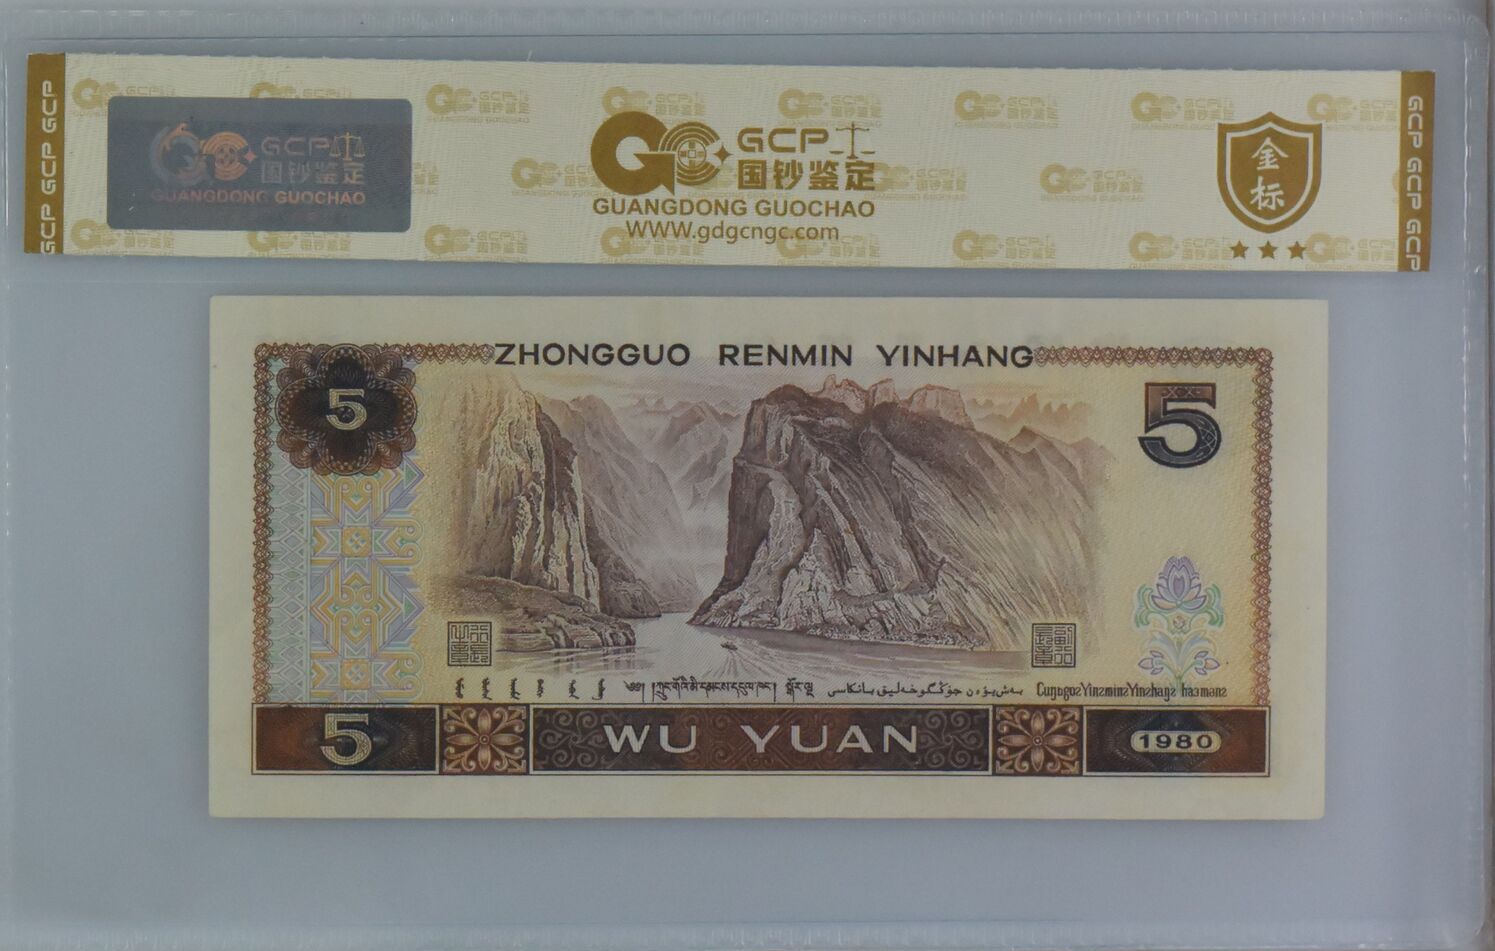 GCP GCP GCP
GCP
国钞鉴定
GUANGDONG GUOCHAO
GCP
国钞鉴定
GUANGDONG GUOCHAO
WWW.gdgcngc.com
金标
GCP GCP GCP
ZHONGGUO RENMIN YINHANG
5
5
5
WU YUAN
1980